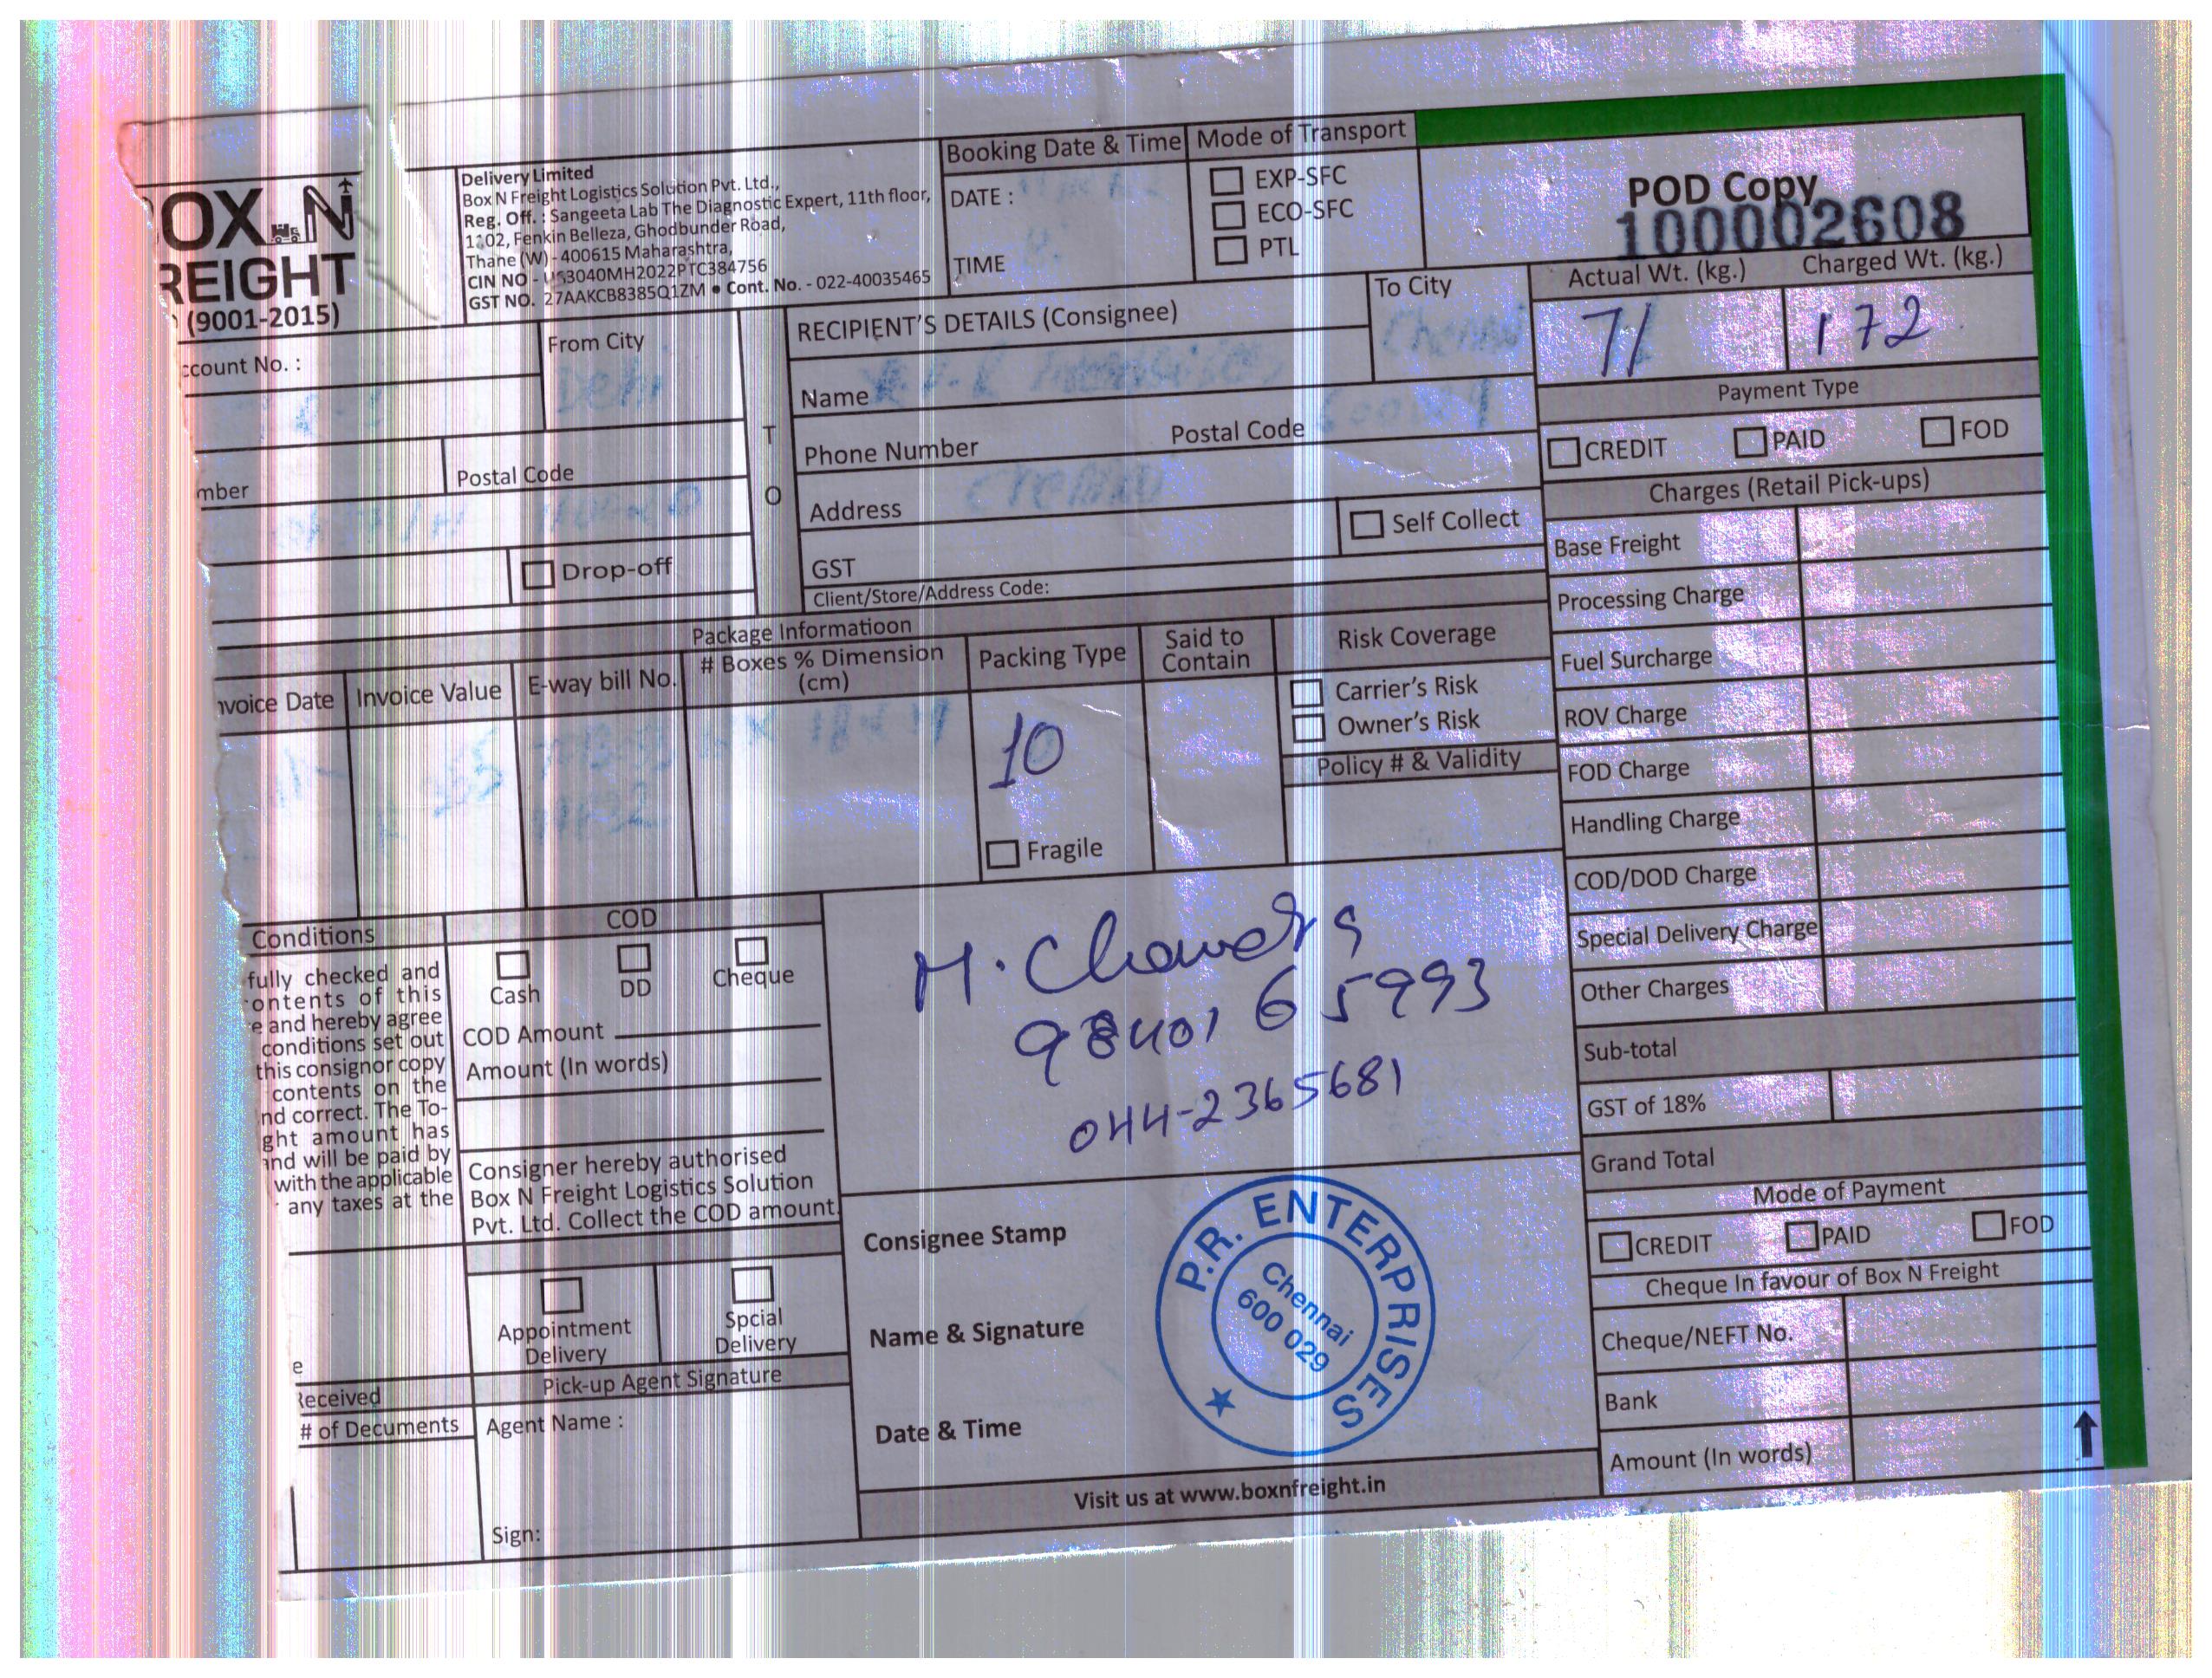 OX N
REIGHT
(9001-2015)
Delivery Limited
Box N Freight Logistics Solution Pvt. Ltd.,
Reg. Off. : Sangeeta Lab The Diagnostic Expert, 11th floor,
1102, Fenkin Belleza, Ghodbunder Road,
Thane (W) - 400615 Maharashtra,
CIN NO - U63040MH2022PTC384756
GST NO. 27AAKCB8385Q1ZM • Cont. No. - 022-40035465
Booking Date & Time
DATE :
TIME
Mode of Transport
EXP-SFC
ECO-SFC
PTL
POD Copy
100002608
Actual Wt. (kg.) Charged Wt. (kg.)
71 172
ccount No. :
From City
Delhi
mber
Postal Code
Drop-off
T
O
RECIPIENT'S DETAILS (Consignee)
To City
Chennai
Name
Phone Number
Postal Code
Address Chennai
Self Collect
GST
Client/Store/Address Code:
Payment Type
CREDIT PAID FOD
Charges (Retail Pick-ups)
Base Freight
Processing Charge
Fuel Surcharge
ROV Charge
FOD Charge
Handling Charge
COD/DOD Charge
Special Delivery Charge
Other Charges
Sub-total
GST of 18%
Grand Total
Mode of Payment
CREDIT PAID FOD
Cheque In favour of Box N Freight
Cheque/NEFT No.
Bank
Amount (In words)
Package Informatioon
nvoice Date
Invoice Value
E-way bill No.
# Boxes % Dimension
(cm)
Packing Type
10
Fragile
Said to
Contain
Risk Coverage
Carrier's Risk
Owner's Risk
Policy # & Validity
Conditions
fully checked and
ontents of this
e and hereby agree
conditions set out
this consignor copy
contents on the
nd correct. The To-
ght amount has
and will be paid by
with the applicable
any taxes at the
e
Received
# of Documents
COD
Cash DD Cheque
COD Amount
Amount (In words)
Consigner hereby authorised
Box N Freight Logistics Solution
Pvt. Ltd. Collect the COD amount.
Appointment
Delivery
Spcial
Delivery
Pick-up Agent Signature
Agent Name :
Sign:
M. Chandra
98401 65993
044-2365681
Consignee Stamp
Name & Signature
Date & Time
P.R. ENTERPRISES
Chennai
600 029
Visit us at www.boxnfreight.in